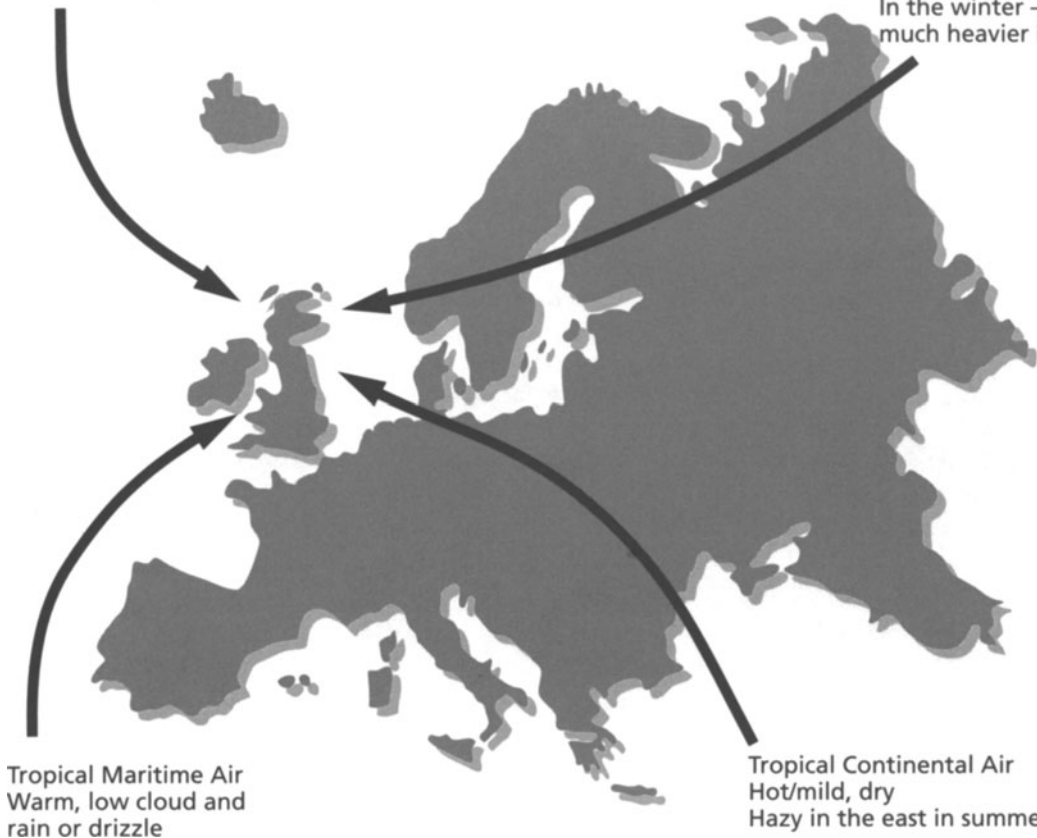 In the winter –
much heavier
Tropical Maritime Air
Warm, low cloud and
rain or drizzle
Tropical Continental Air
Hot/mild, dry
Hazy in the east in summe